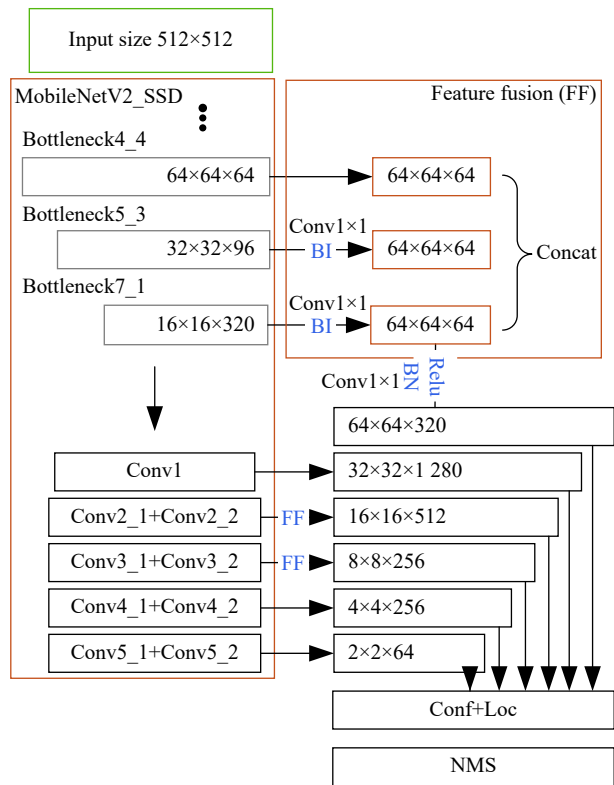 Input size 512×512
MobileNetV2_SSD
Feature fusion (FF)
Bottleneck4_4
64×64×64
64×64×64
Bottleneck5_3
32×32×96
Conv1×1
BI
64×64×64
Concat
Bottleneck7_1
16×16×320
Conv1×1
BI
64×64×64
Conv1×1
BN
Relu
64×64×320
Conv1
32×32×1 280
Conv2_1+Conv2_2
FF
16×16×512
Conv3_1+Conv3_2
FF
8×8×256
Conv4_1+Conv4_2
4×4×256
Conv5_1+Conv5_2
2×2×64
Conf+Loc
NMS